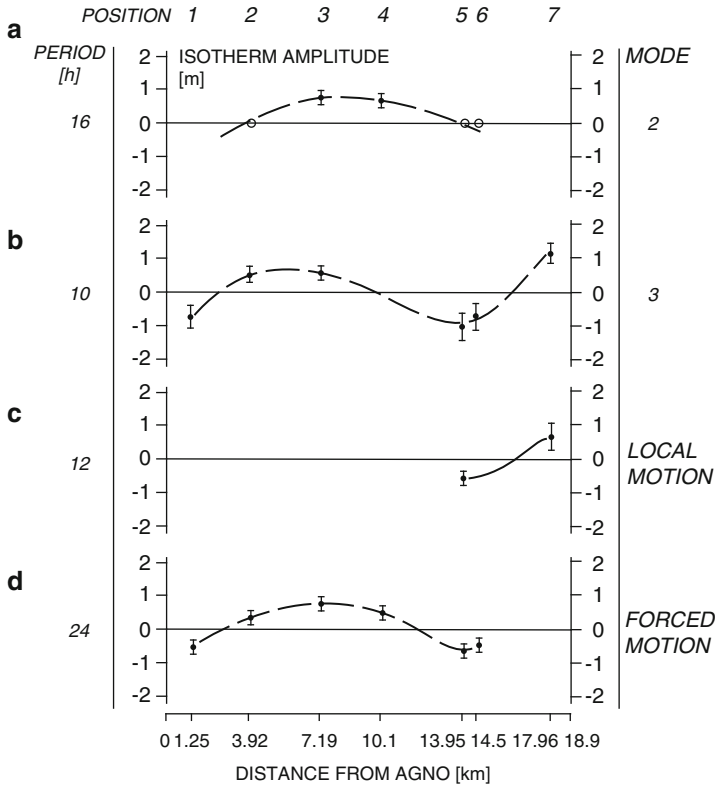 POSITION 1 2 3 4 5 6 7
a
PERIOD [h]
ISOTHERM AMPLITUDE [m]
MODE
2 2
1 1
16 0 0 2
-1 -1
-2 -2
b
2 2
1 1
10 0 0 3
-1 -1
-2 -2
c
2 2
1 1
12 0 0 LOCAL MOTION
-1 -1
-2 -2
d
2 2
1 1
24 0 0 FORCED MOTION
-1 -1
-2 -2
0 1.25 3.92 7.19 10.1 13.95 14.5 17.96 18.9
DISTANCE FROM AGNO [km]